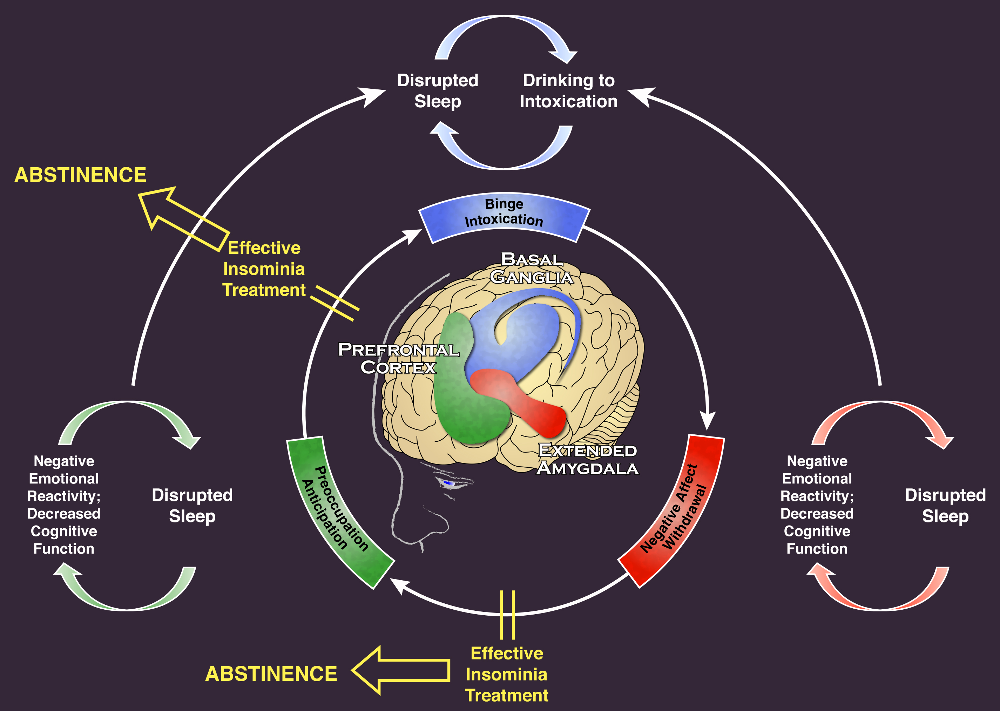 Disrupted
Sleep
Drinking to
Intoxication
ABSTINENCE
Binge
Intoxication
Effective
Insominia
Treatment
BASAL
GANGLIA
PREFRONTAL
CORTEX
EXTENDED
AMYGDALA
Negative
Emotional
Reactivity;
Decreased
Cognitive
Function
Disrupted
Sleep
Preoccupation
Anticipation
Negative Affect
Withdrawal
Negative
Emotional
Reactivity;
Decreased
Cognitive
Function
Disrupted
Sleep
ABSTINENCE
Effective
Insominia
Treatment